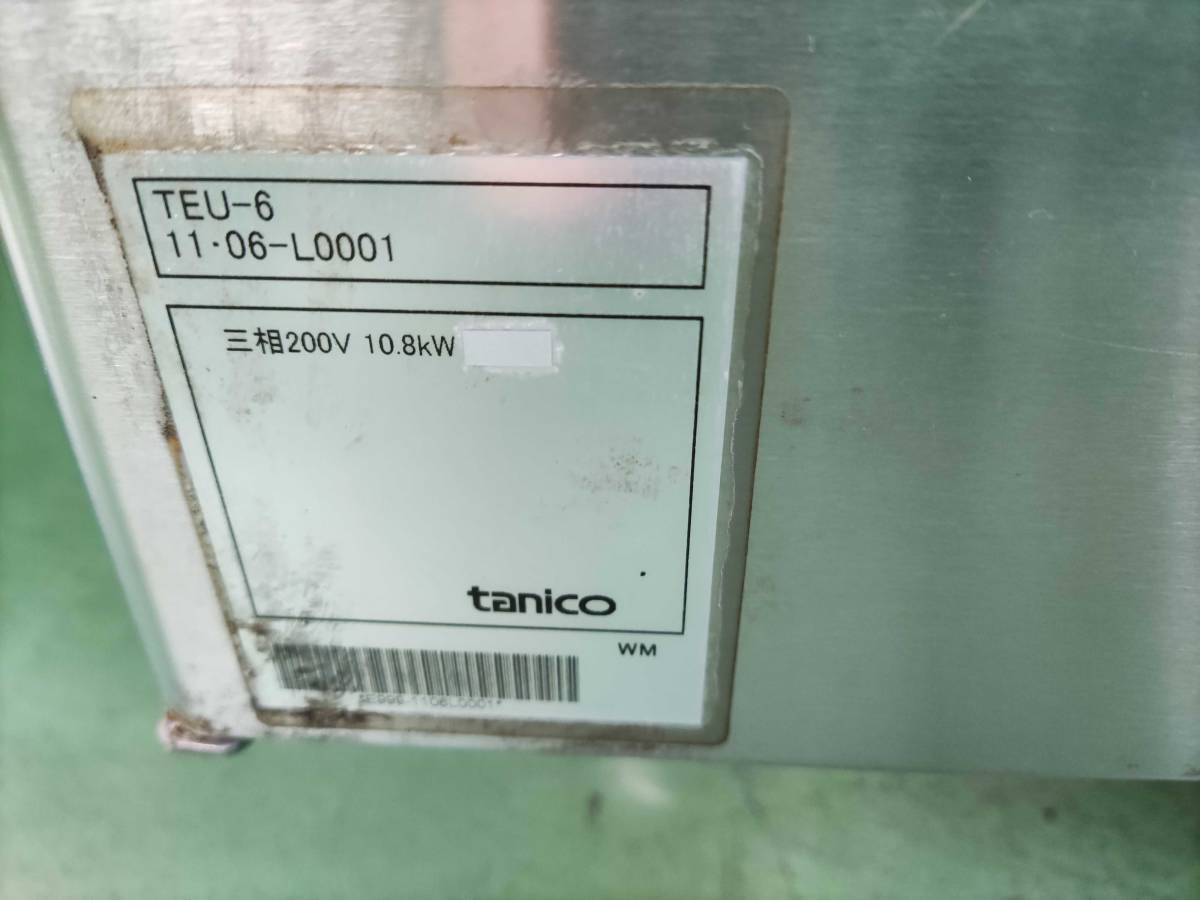 TEU-6
11·06-L0001
三相200V 10.8kW
tanico
WM